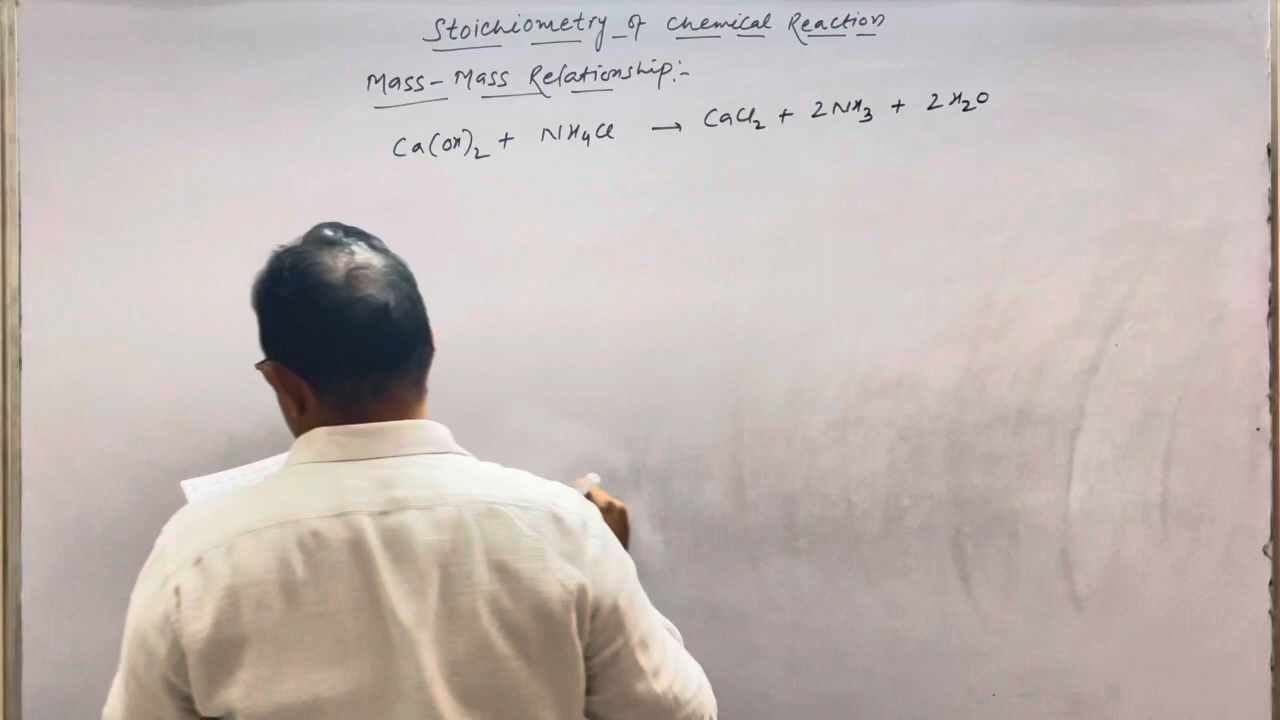 Stoichiometry of Chemical Reaction
Mass-Mass Relationship:-
Ca(OH)₂ + NH₄Cl → CaCl₂ + 2NH₃ + 2H₂O